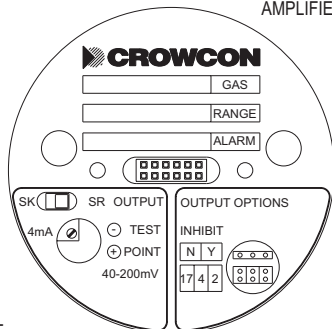 AMPLIFIE
CROWCON
GAS
RANGE
ALARM
SK SR OUTPUT
4mA - TEST
+ POINT
40-200mV
OUTPUT OPTIONS
INHIBIT
N Y
17 4 2